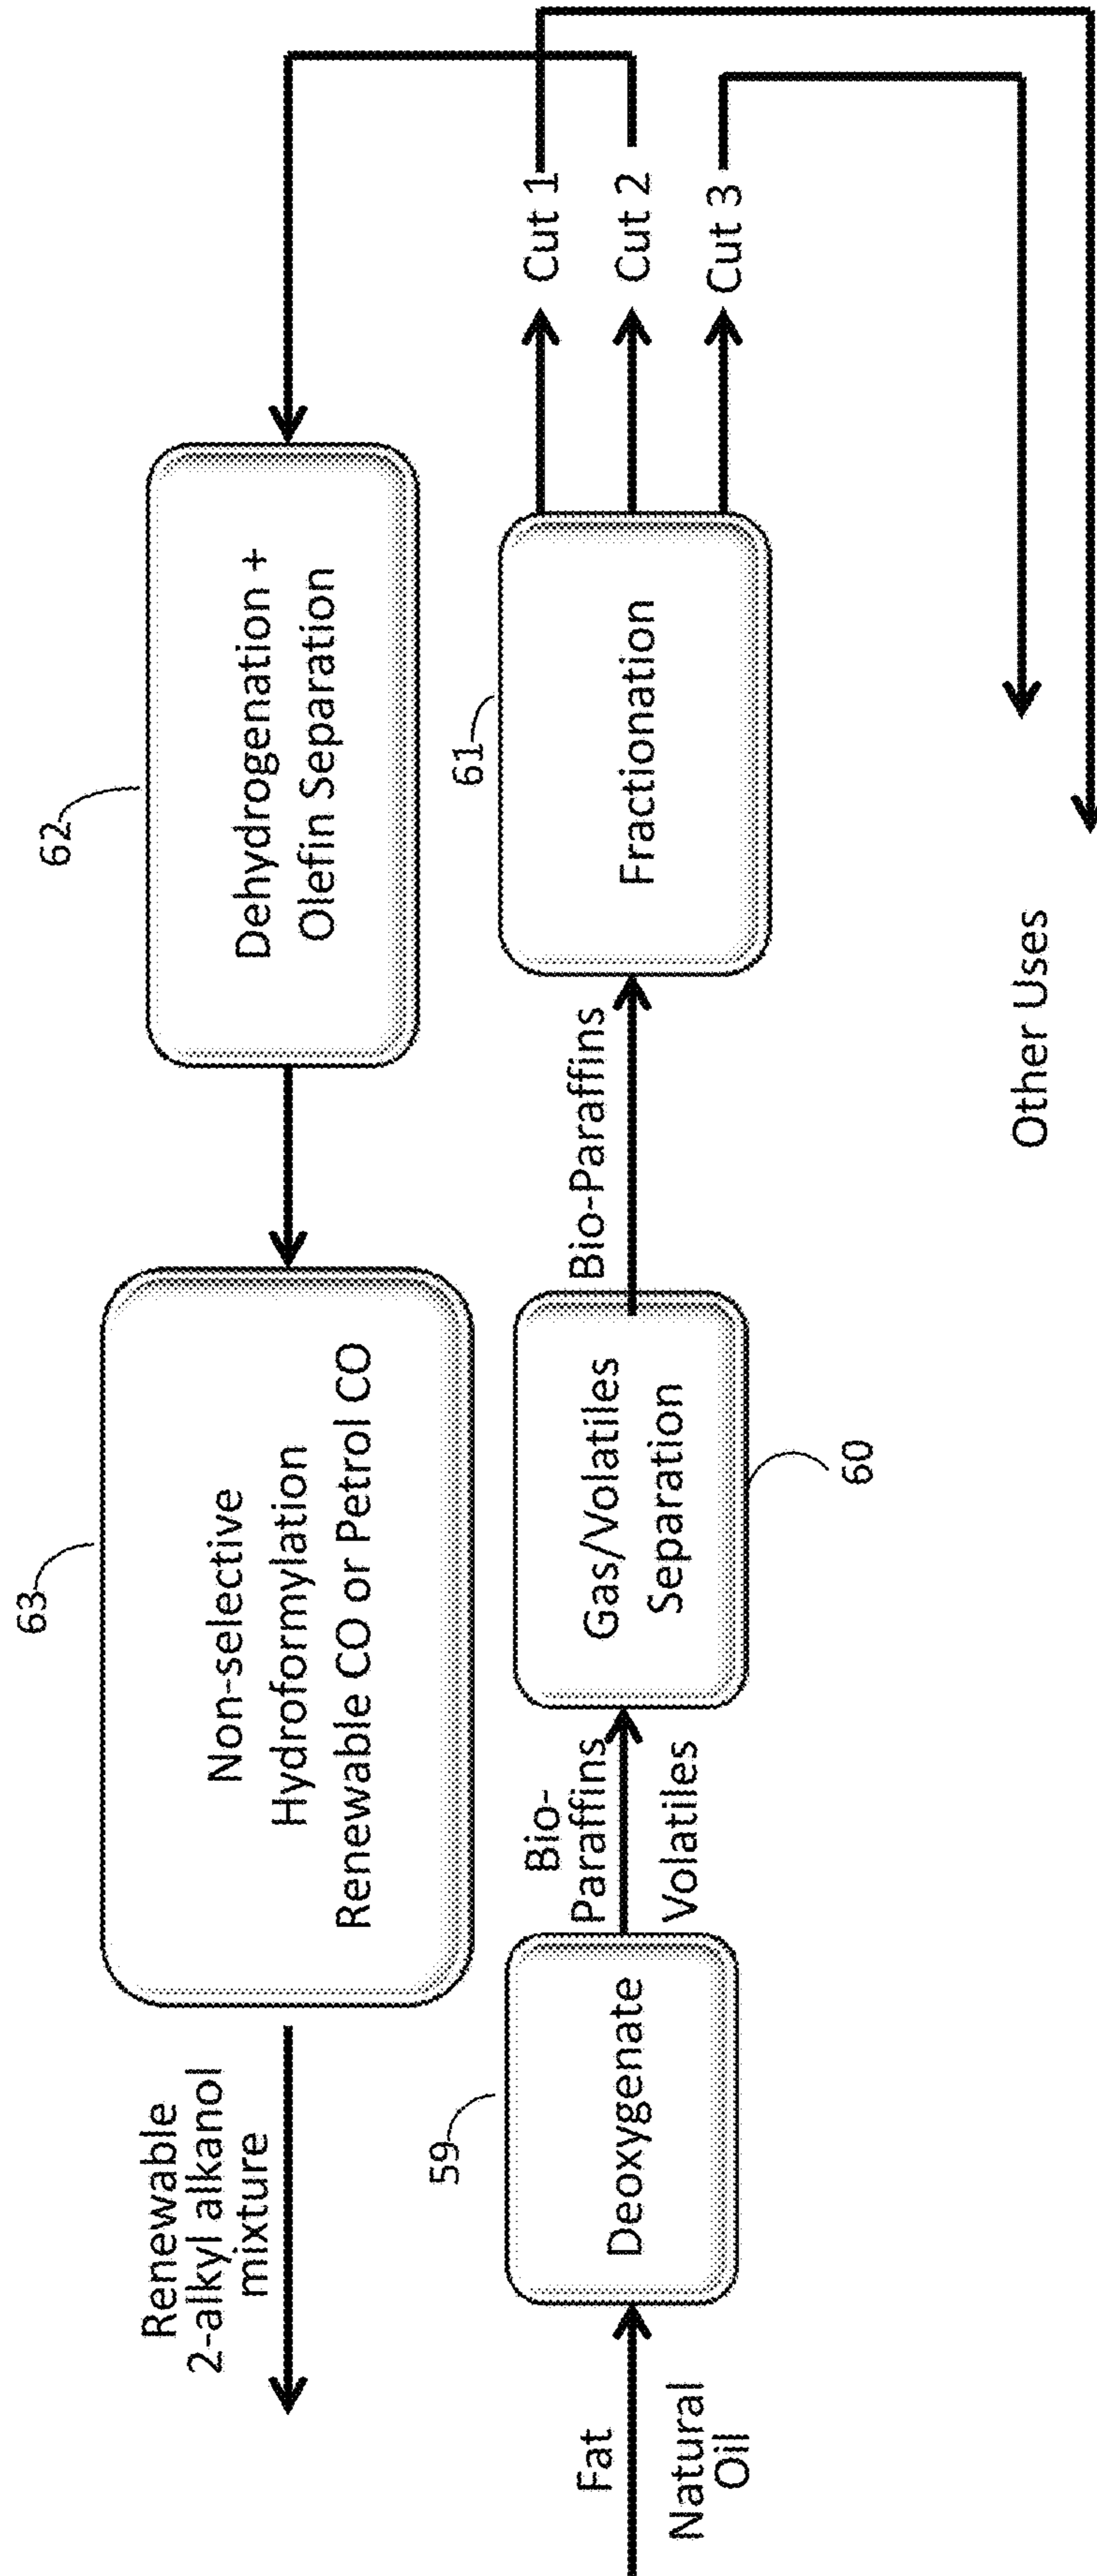 Fat
Natural
Oil
59
Deoxygenate
Bio-
Paraffins
Volatiles
60
Gas/Volatiles
Separation
Bio-Paraffins
61
Fractionation
Cut 1
Cut 2
Cut 3
Other Uses
62
Dehydrogenation +
Olefin Separation
63
Non-selective
Hydroformylation
Renewable CO or Petrol CO
Renewable
2-alkyl alkanol
mixture